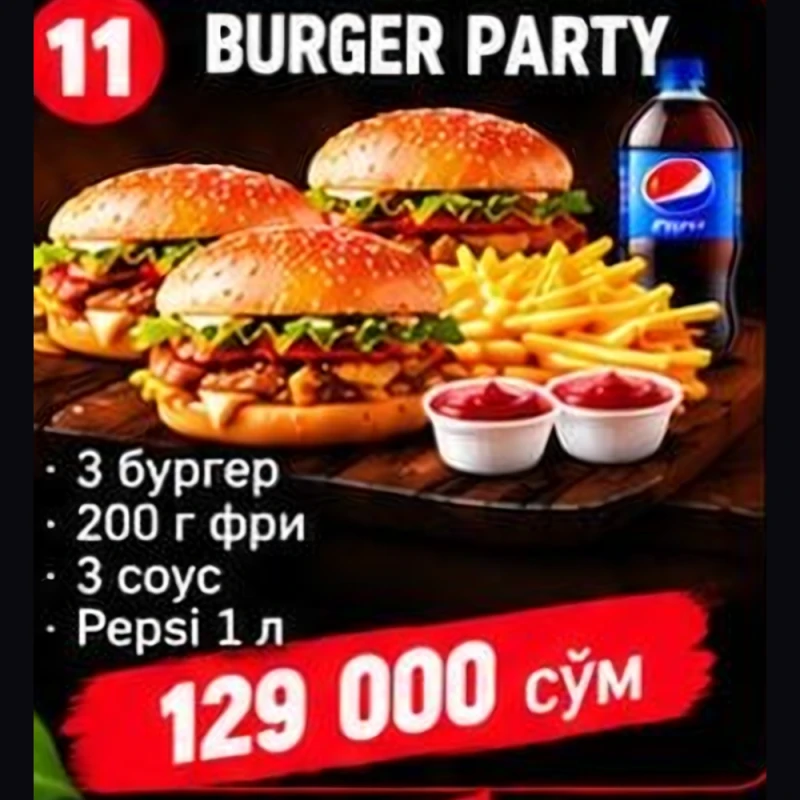 11 BURGER PARTY
· 3 бургер
· 200 г фри
· 3 соус
· Pepsi 1 л
129 000 сўм